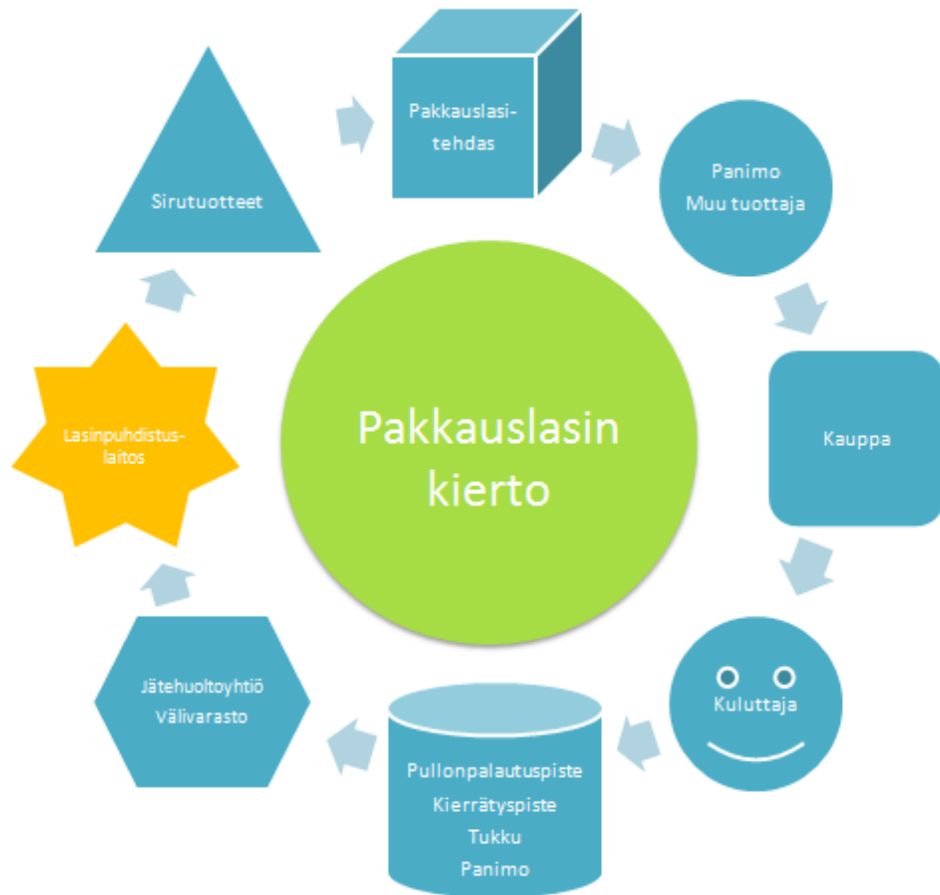 Pakkauslasi-
tehdas
Panimo
Muu tuottaja
Kauppa
Kuluttaja
Pullonpalautuspiste
Kierrätyspiste
Tukku
Panimo
Jätehuoltoyhtiö
Välivarasto
Lasinpuhdistus-
laitos
Sirutuotteet
Pakkauslasin
kierto